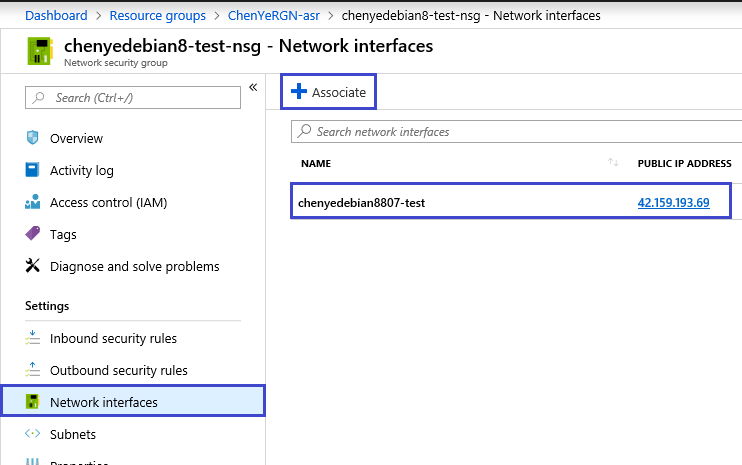 Dashboard > Resource groups > ChenYeRGN-asr > chenyedebian8-test-nsg - Network interfaces
chenyedebian8-test-nsg - Network interfaces
Network security group
Search (Ctrl+/)
«
Overview
Activity log
Access control (IAM)
Tags
Diagnose and solve problems
Settings
Inbound security rules
Outbound security rules
Network interfaces
Subnets
Properties
+ Associate
Search network interfaces
NAME ↑↓ PUBLIC IP ADDRESS
chenyedebian8807-test 42.159.193.69